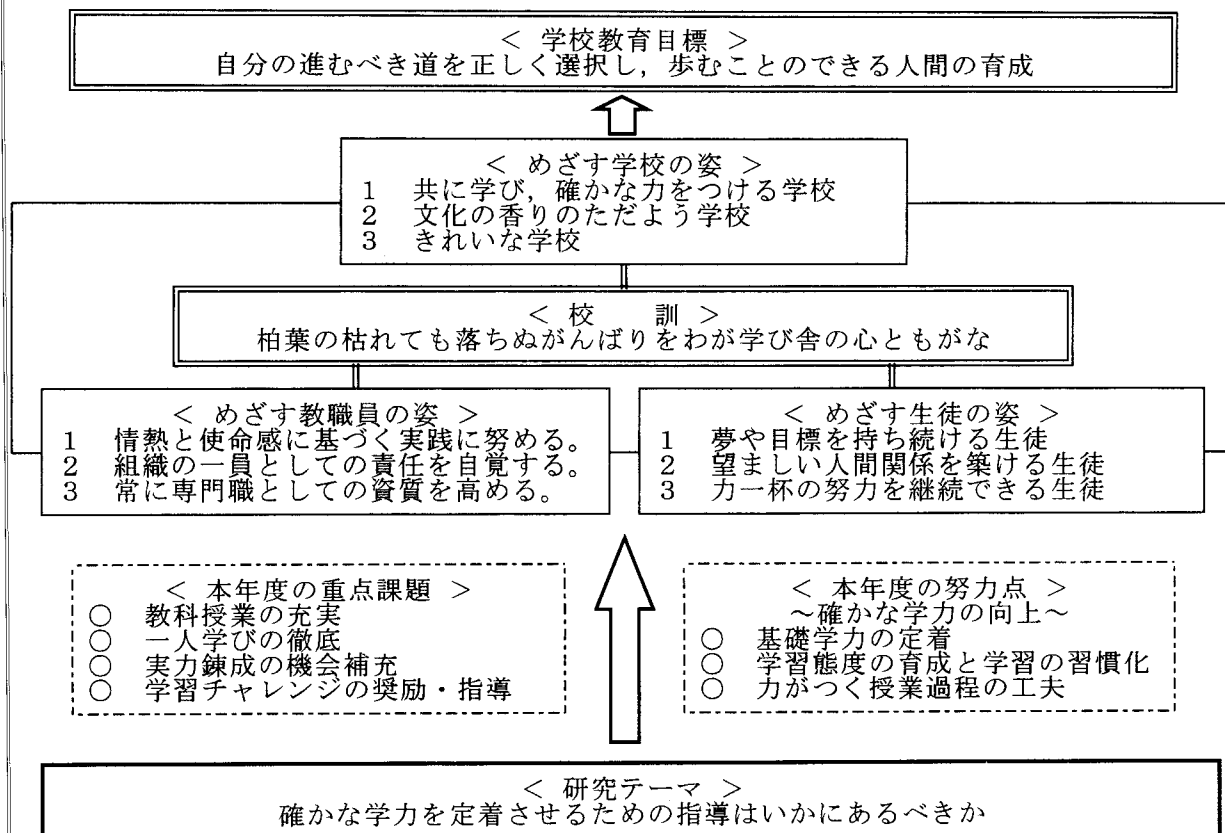 < 学校教育目標 >
自分の進むべき道を正しく選択し，歩むことのできる人間の育成
< めざす学校の姿 >
1 共に学び，確かな力をつける学校
2 文化の香りのただよう学校
3 きれいな学校
< 校 訓 >
柏葉の枯れても落ちぬがんばりをわが学び舎の心ともがな
< めざす教職員の姿 >
1 情熱と使命感に基づく実践に努める。
2 組織の一員としての責任を自覚する。
3 常に専門職としての資質を高める。
< めざす生徒の姿 >
1 夢や目標を持ち続ける生徒
2 望ましい人間関係を築ける生徒
3 力一杯の努力を継続できる生徒
< 本年度の重点課題 >
○ 教科授業の充実
○ 一人学びの徹底
○ 実力錬成の機会補充
○ 学習チャレンジの奨励・指導
< 本年度の努力点 >
～確かな学力の向上～
○ 基礎学力の定着
○ 学習態度の育成と学習の習慣化
○ 力がつく授業過程の工夫
< 研究テーマ >
確かな学力を定着させるための指導はいかにあるべきか